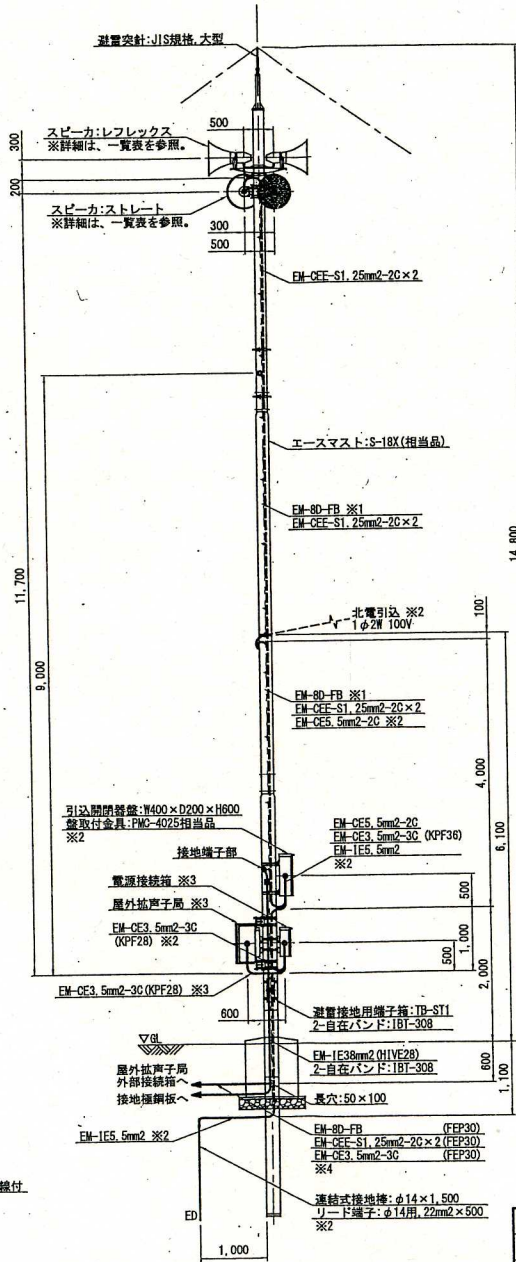 避雷突針:JIS規格,大型
500
スピーカ:レフレックス
※詳細は、一覧表を参照。
300
200
スピーカ:ストレート
※詳細は、一覧表を参照。
300
500
EM-CEE-S1.25mm2-2C×2
エースマスト:S-18X(相当品)
14,800
EM-8D-FB ※1
EM-CEE-S1.25mm2-2C×2
11,700
9,000
北電引込 ※2
1φ2W 100V
100
EM-8D-FB ※1
EM-CEE-S1.25mm2-2C×2
EM-CE5.5mm2-2C ※2
4,000
6,100
引込開閉器盤:W400×D200×H600
盤取付金具:PMC-4025相当品
※2
EM-CE5.5mm2-2C
EM-CE3.5mm2-3C (KPF36)
EM-IE5.5mm2
※2
接地端子部
電源接続箱 ※3
屋外拡声子局 ※3
EM-CE3.5mm2-3C
(KPF28) ※2
500
1,000
500
2,000
EM-CE3.5mm2-3C(KPF28) ※3
600
避雷接地用端子箱:TB-ST1
2-自在バンド:IBT-308
▽GL
EM-IE38mm2(HIVE28)
2-自在バンド:IBT-308
600
1,100
屋外拡声子局
外部接続箱へ
接地極銅板へ
長穴:50×100
EM-IE5.5mm2 ※2
EM-8D-FB (FEP30)
EM-CEE-S1.25mm2-2C×2(FEP30)
EM-CE3.5mm2-3C (FEP30)
※4
線付
連結式接地棒:φ14×1,500
リード端子:φ14用,22mm2×500
※2
ED
1,000